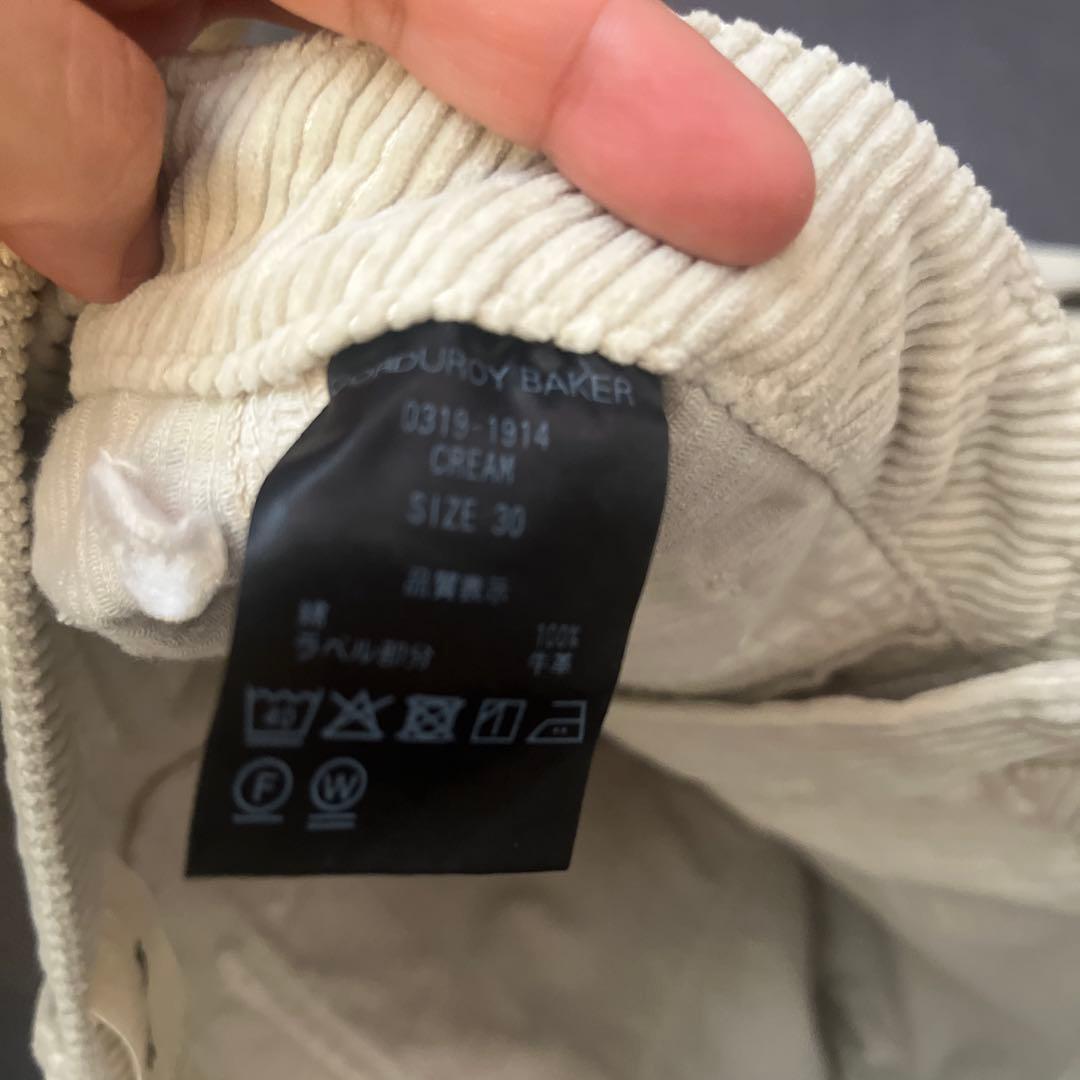 CORDUROY BAKER
0319-1914
CREAM
SIZE 30
品質表示
綿 100%
ラベル部分 牛革
40
F W